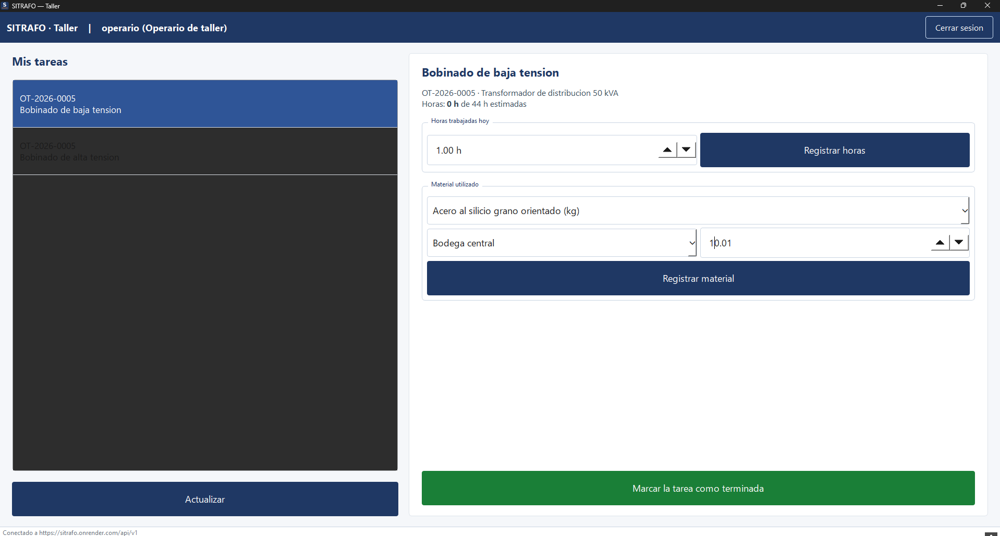 SITRAFO — Taller
SITRAFO · Taller | operario (Operario de taller)
Cerrar sesion
Mis tareas
OT-2026-0005
Bobinado de baja tension
OT-2026-0005
Bobinado de alta tension
Actualizar
Bobinado de baja tension
OT-2026-0005 · Transformador de distribucion 50 kVA
Horas: 0 h de 44 h estimadas
Horas trabajadas hoy
1.00 h
Registrar horas
Material utilizado
Acero al silicio grano orientado (kg)
Bodega central
10.01
Registrar material
Marcar la tarea como terminada
Conectado a https://sitrafo.onrender.com/api/v1